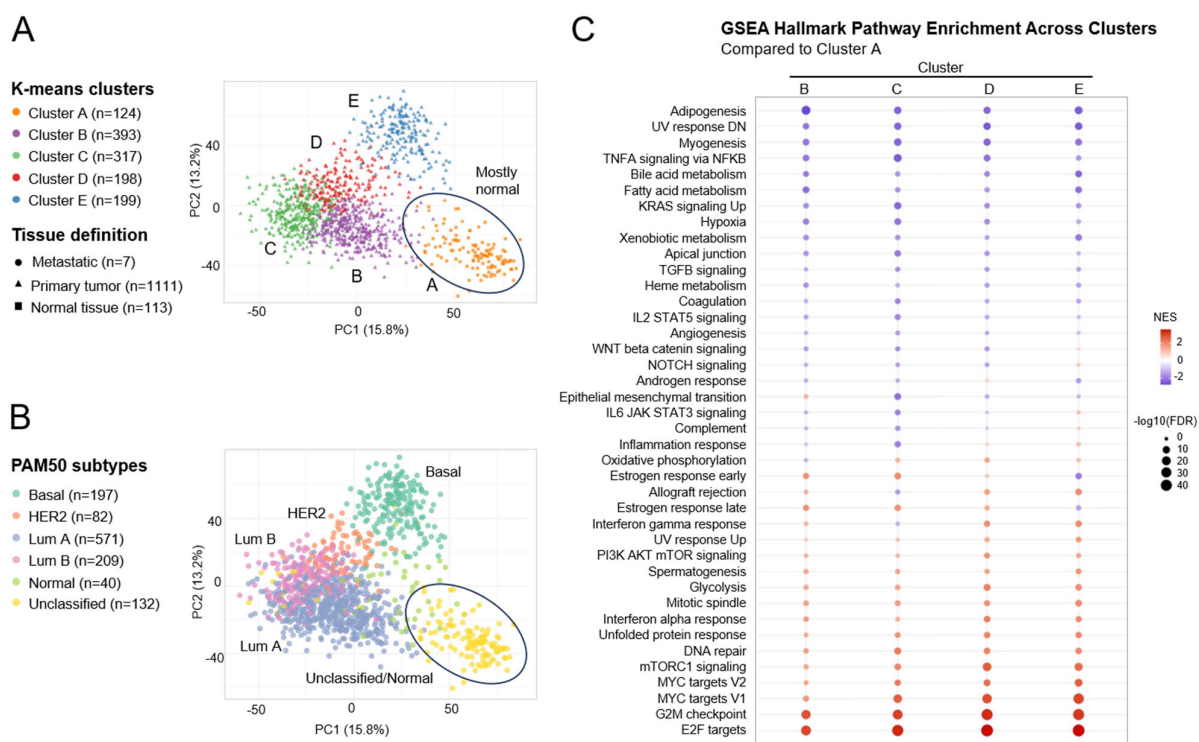 A
K-means clusters
Cluster A (n=124)
Cluster B (n=393)
Cluster C (n=317)
Cluster D (n=198)
Cluster E (n=199)
Tissue definition
Metastatic (n=7)
Primary tumor (n=1111)
Normal tissue (n=113)
PC2 (13.2%)
40
0
-40
E
D
Mostly
normal
C
B
A
-50
0
50
PC1 (15.8%)
B
PAM50 subtypes
Basal (n=197)
HER2 (n=82)
Lum A (n=571)
Lum B (n=209)
Normal (n=40)
Unclassified (n=132)
PC2 (13.2%)
40
0
-40
Basal
HER2
Lum B
Lum A
Unclassified/Normal
-50
0
50
PC1 (15.8%)
C
GSEA Hallmark Pathway Enrichment Across Clusters
Compared to Cluster A
Cluster
B C D E
Adipogenesis
UV response DN
Myogenesis
TNFA signaling via NFKB
Bile acid metabolism
Fatty acid metabolism
KRAS signaling Up
Hypoxia
Xenobiotic metabolism
Apical junction
TGFB signaling
Heme metabolism
Coagulation
IL2 STAT5 signaling
Angiogenesis
WNT beta catenin signaling
NOTCH signaling
Androgen response
Epithelial mesenchymal transition
IL6 JAK STAT3 signaling
Complement
Inflammation response
Oxidative phosphorylation
Estrogen response early
Allograft rejection
Estrogen response late
Interferon gamma response
UV response Up
PI3K AKT mTOR signaling
Spermatogenesis
Glycolysis
Mitotic spindle
Interferon alpha response
Unfolded protein response
DNA repair
mTORC1 signaling
MYC targets V2
MYC targets V1
G2M checkpoint
E2F targets
NES
2
0
-2
-log10(FDR)
0
10
20
30
40